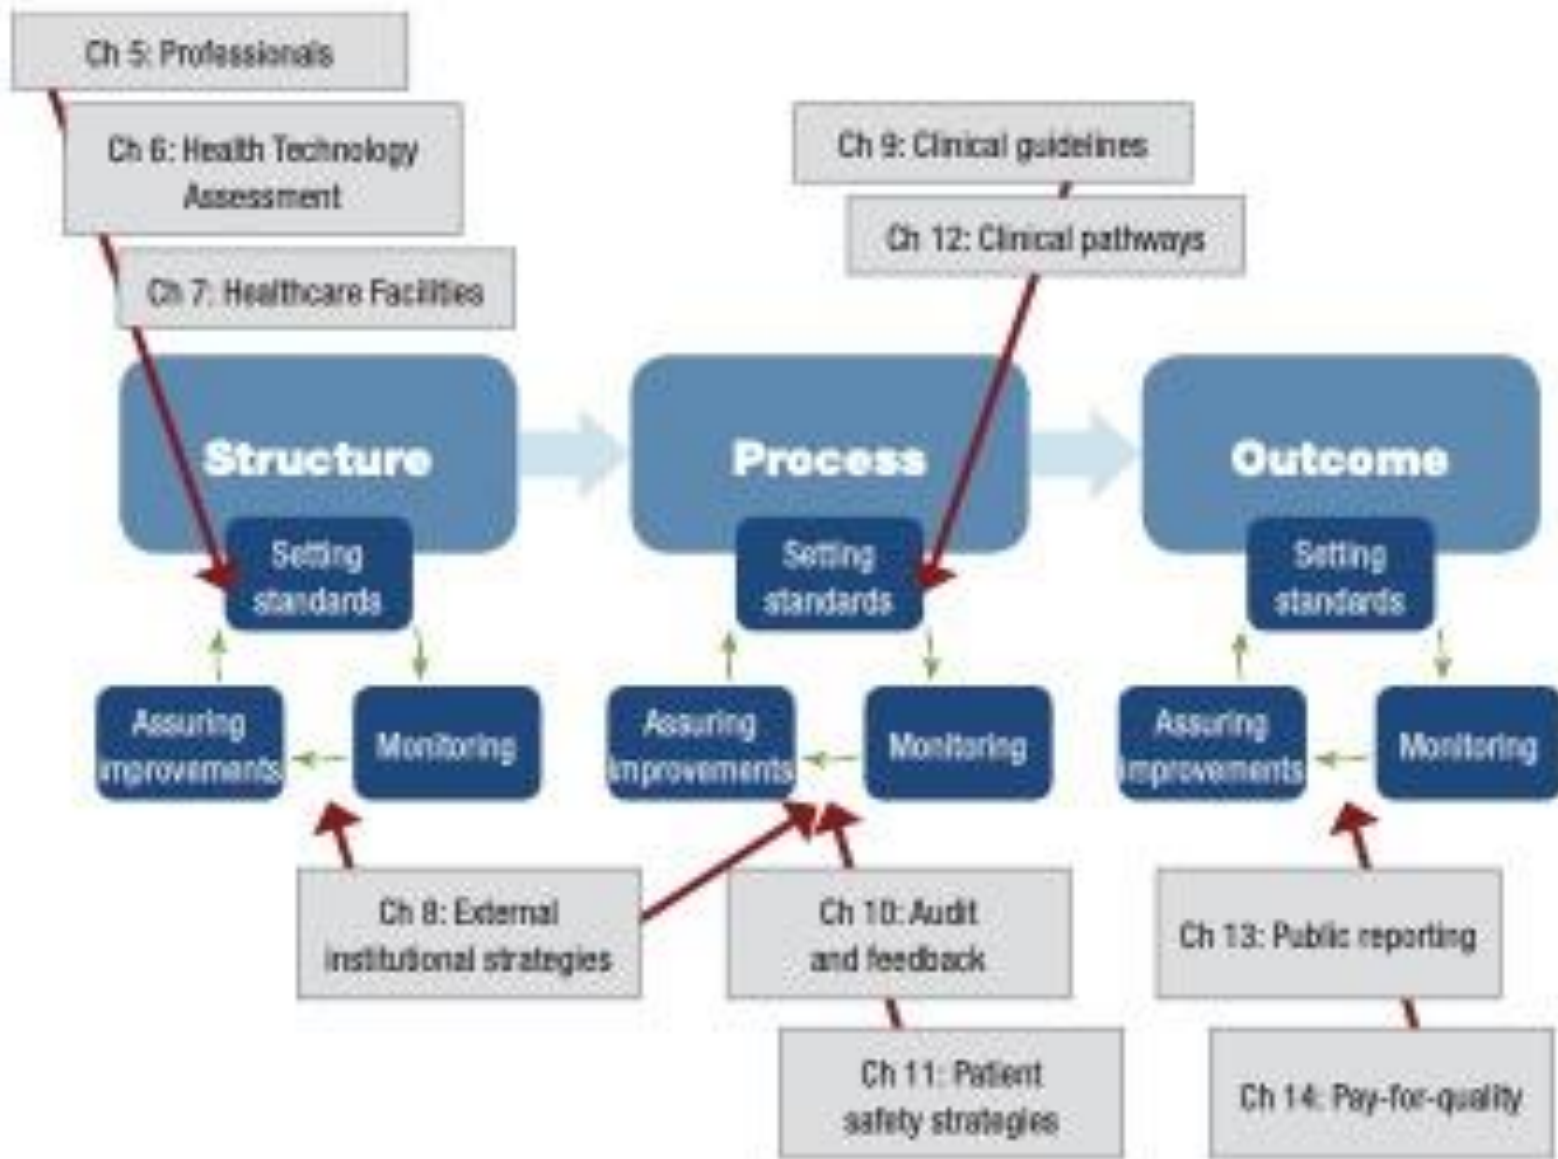 Ch 5: Professionals
Ch 6: Health Technology
Assessment
Ch 7: Healthcare Facilities
Ch 9: Clinical guidelines
Ch 12: Clinical pathways
Structure
Process
Outcome
Setting
standards
Setting
standards
Setting
standards
Assuring
improvements
Monitoring
Assuring
improvements
Monitoring
Assuring
improvements
Monitoring
Ch 8: External
institutional strategies
Ch 10: Audit
and feedback
Ch 13: Public reporting
Ch 11: Patient
safety strategies
Ch 14: Pay-for-quality